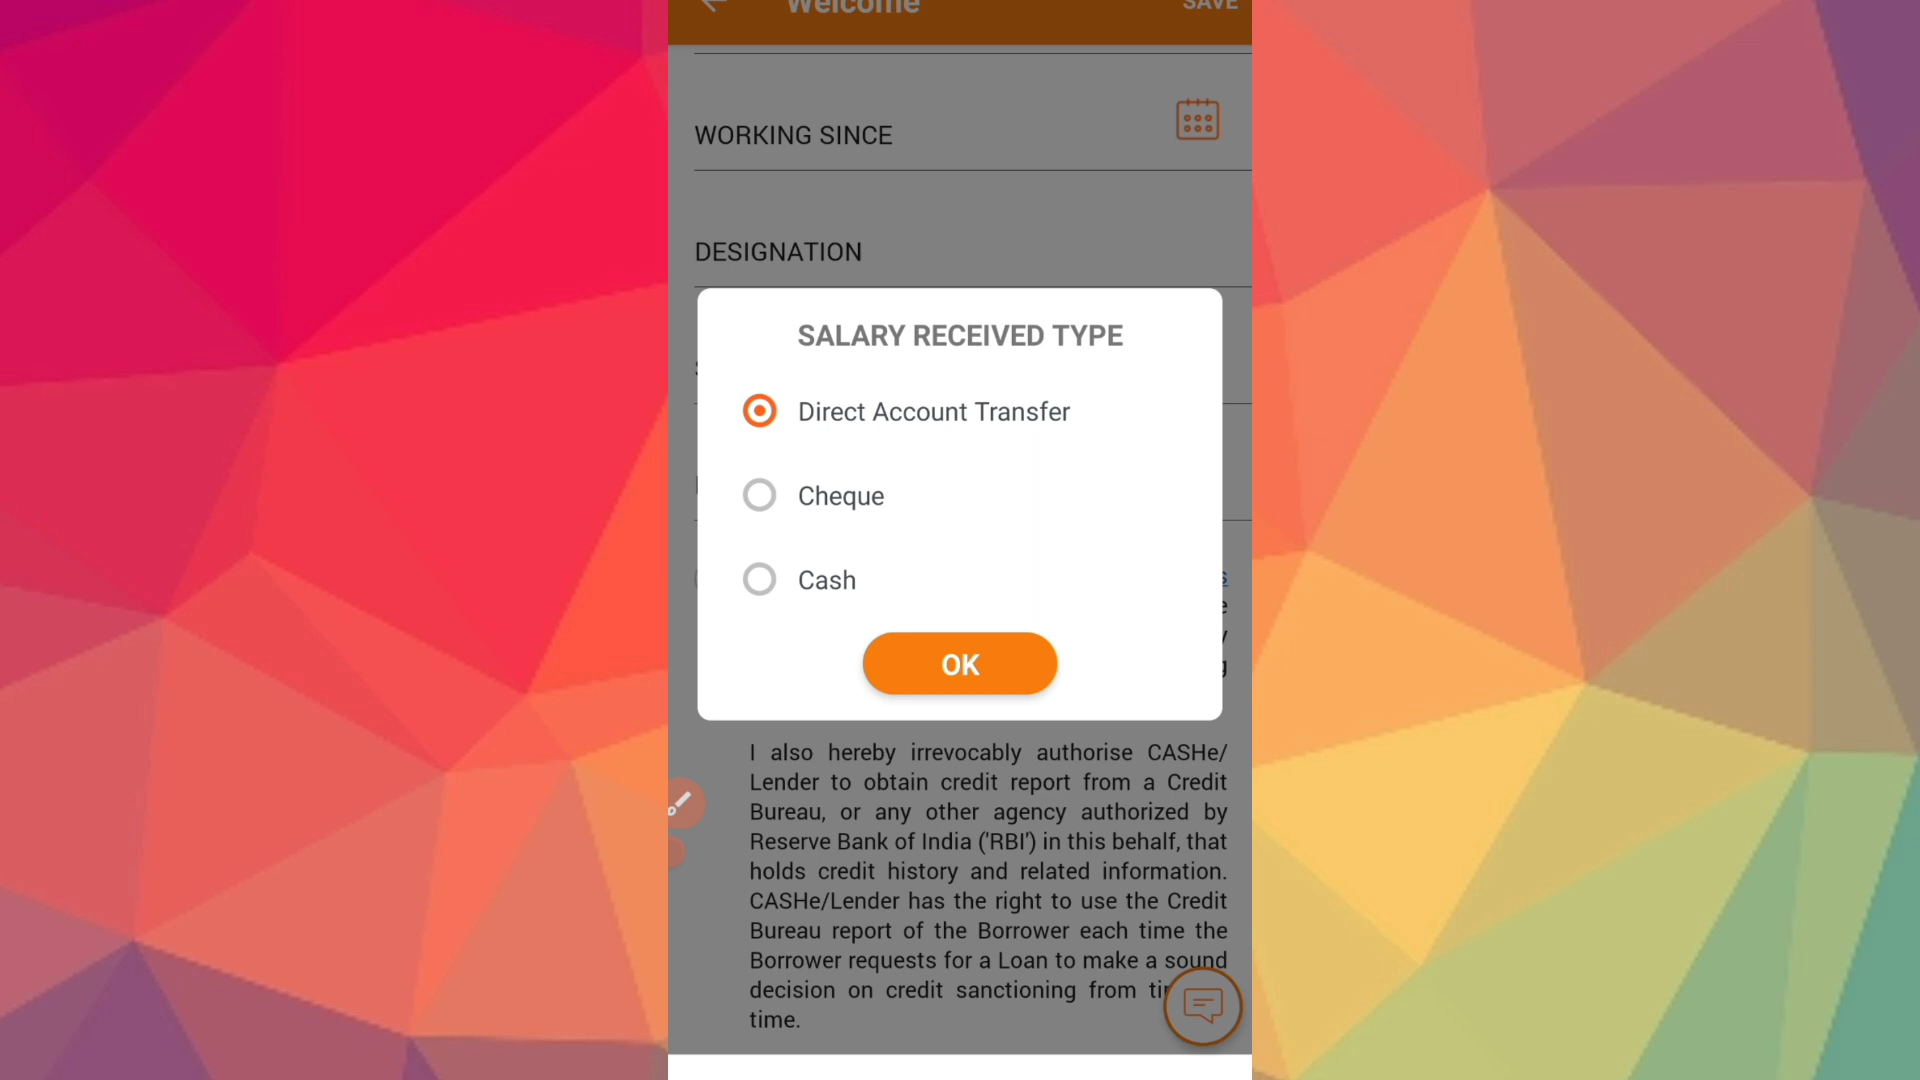 Welcome
SAVE
WORKING SINCE
DESIGNATION
SALARY RECEIVED TYPE
Direct Account Transfer
Cheque
Cash
OK
I also hereby irrevocably authorise CASHe/
Lender to obtain credit report from a Credit
Bureau, or any other agency authorized by
Reserve Bank of India ('RBI') in this behalf, that
holds credit history and related information.
CASHe/Lender has the right to use the Credit
Bureau report of the Borrower each time the
Borrower requests for a Loan to make a sound
decision on credit sanctioning from
time.